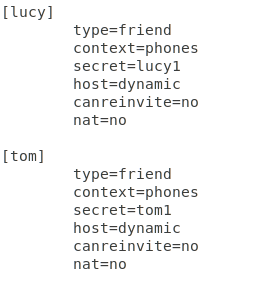 [lucy]
type=friend
context=phones
secret=lucy1
host=dynamic
canreinvite=no
nat=no
[tom]
type=friend
context=phones
secret=tom1
host=dynamic
canreinvite=no
nat=no